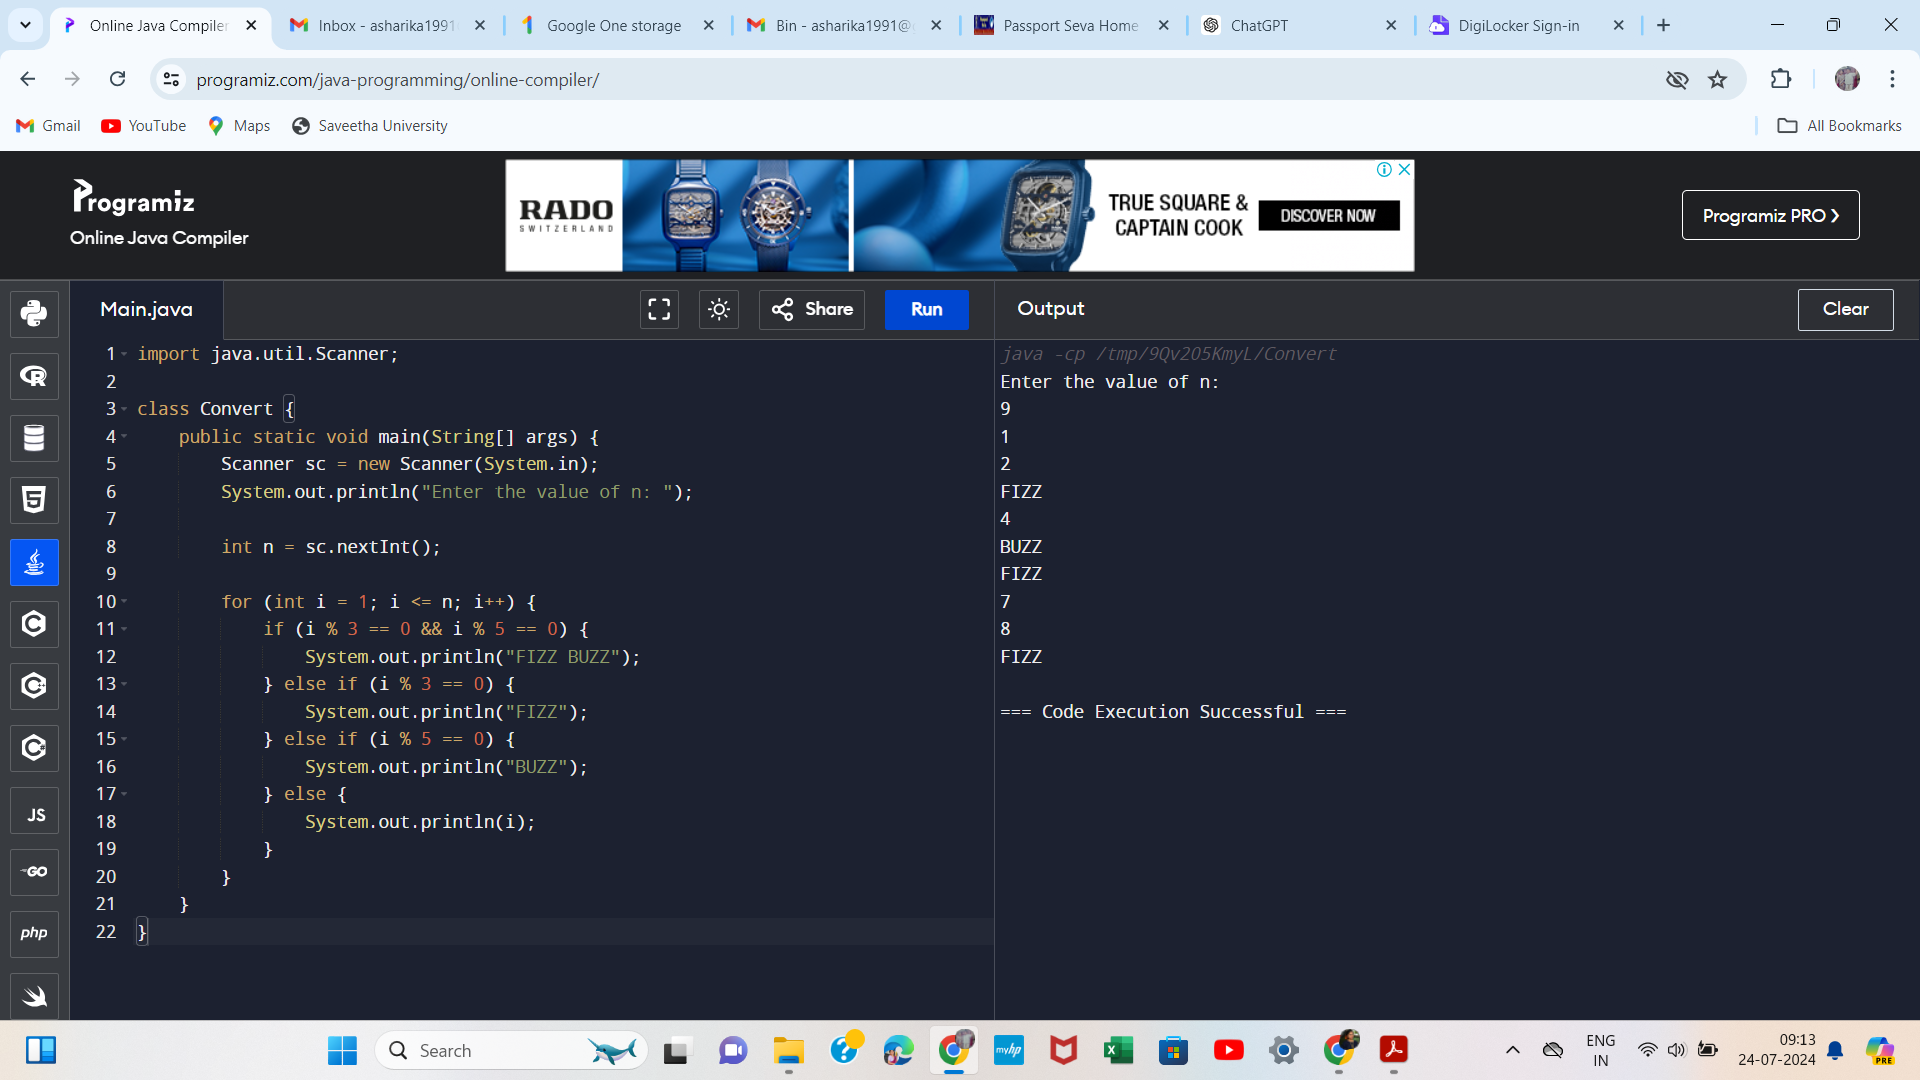 Online Java Compiler
Inbox - asharika1991
Google One storage
Bin - asharika1991@
Passport Seva Home
ChatGPT
DigiLocker Sign-in
programiz.com/java-programming/online-compiler/
Gmail
YouTube
Maps
Saveetha University
All Bookmarks
Programiz
Online Java Compiler
RADO
SWITZERLAND
TRUE SQUARE &
CAPTAIN COOK
DISCOVER NOW
Programiz PRO
Main.java
Share
Run
Output
Clear
1 import java.util.Scanner;
2
3 class Convert {
4 public static void main(String[] args) {
5 Scanner sc = new Scanner(System.in);
6 System.out.println("Enter the value of n: ");
7
8 int n = sc.nextInt();
9
10 for (int i = 1; i <= n; i++) {
11 if (i % 3 == 0 && i % 5 == 0) {
12 System.out.println("FIZZ BUZZ");
13 } else if (i % 3 == 0) {
14 System.out.println("FIZZ");
15 } else if (i % 5 == 0) {
16 System.out.println("BUZZ");
17 } else {
18 System.out.println(i);
19 }
20 }
21 }
22 }
java -cp /tmp/9Qv2O5KmyL/Convert
Enter the value of n:
9
1
2
FIZZ
4
BUZZ
FIZZ
7
8
FIZZ
=== Code Execution Successful ===
JS
GO
php
Search
myhp
ENG
IN
09:13
24-07-2024
PRE